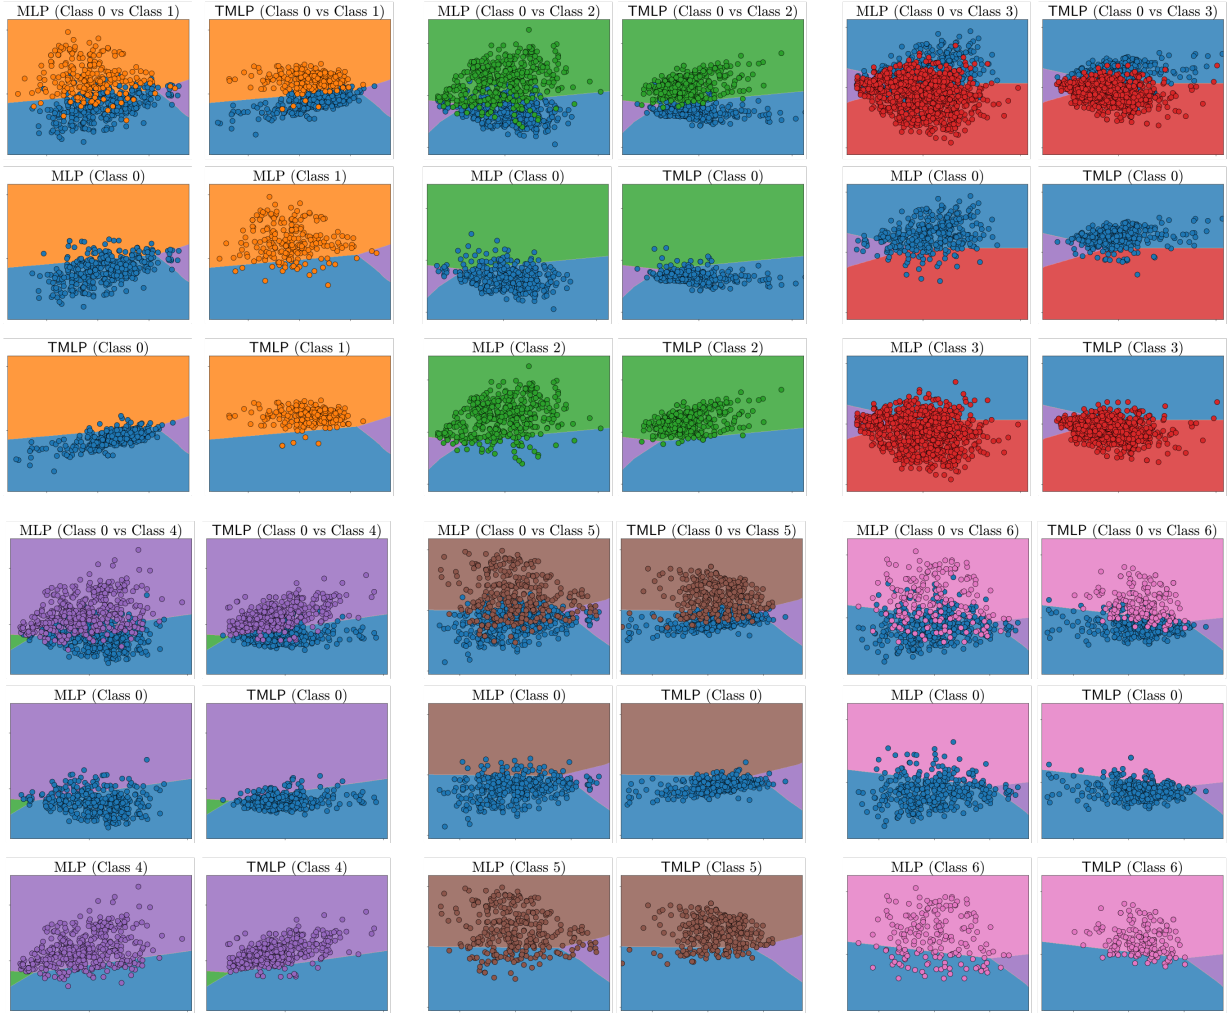 MLP (Class 0 vs Class 1) TMLP (Class 0 vs Class 1) MLP (Class 0 vs Class 2) TMLP (Class 0 vs Class 2) MLP (Class 0 vs Class 3) TMLP (Class 0 vs Class 3)
MLP (Class 0) MLP (Class 1) MLP (Class 0) TMLP (Class 0) MLP (Class 0) TMLP (Class 0)
TMLP (Class 0) TMLP (Class 1) MLP (Class 2) TMLP (Class 2) MLP (Class 3) TMLP (Class 3)
MLP (Class 0 vs Class 4) TMLP (Class 0 vs Class 4) MLP (Class 0 vs Class 5) TMLP (Class 0 vs Class 5) MLP (Class 0 vs Class 6) TMLP (Class 0 vs Class 6)
MLP (Class 0) TMLP (Class 0) MLP (Class 0) TMLP (Class 0) MLP (Class 0) TMLP (Class 0)
MLP (Class 4) TMLP (Class 4) MLP (Class 5) TMLP (Class 5) MLP (Class 6) TMLP (Class 6)